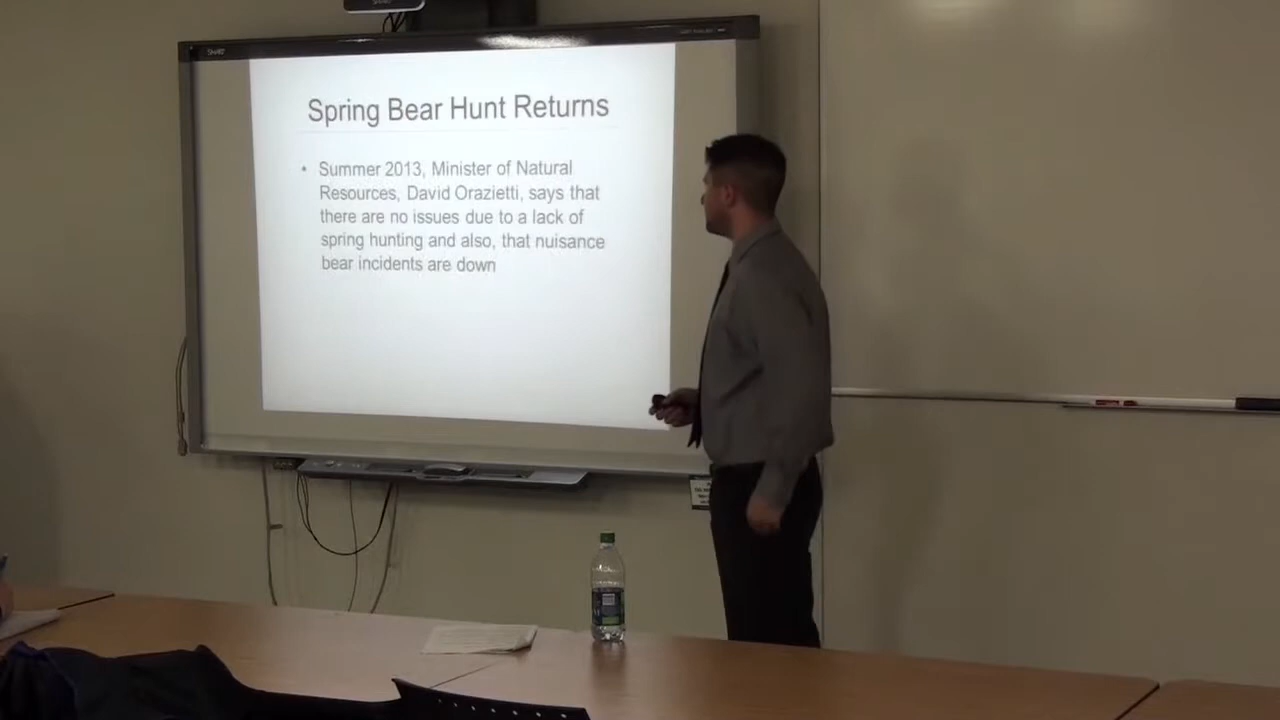 SMART
Spring Bear Hunt Returns
• Summer 2013, Minister of Natural
Resources, David Orazietti, says that
there are no issues due to a lack of
spring hunting and also, that nuisance
bear incidents are down